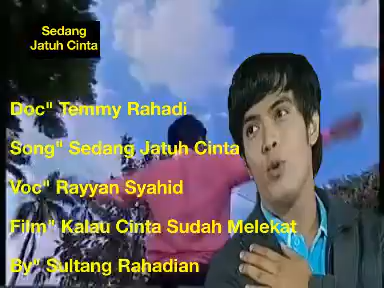 Sedang
Jatuh Cinta
Doc" Temmy Rahadi
Song" Sedang Jatuh Cinta
Voc" Rayyan Syahid
Film" Kalau Cinta Sudah Melekat
By" Sultang Rahadian